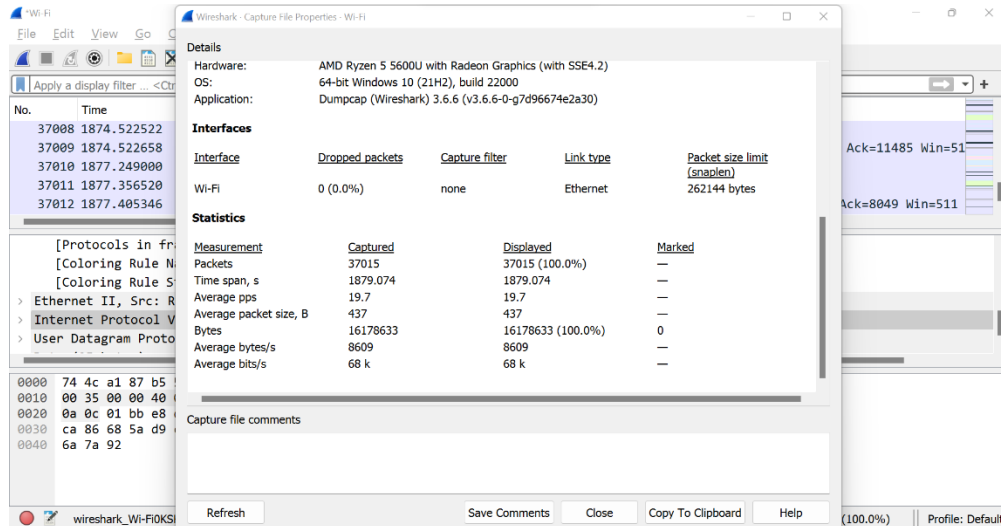 *Wi-Fi
File Edit View Go
Apply a display filter ... <Ctr
No. Time
37008 1874.522522
37009 1874.522658
37010 1877.249000
37011 1877.356520
37012 1877.405346
Ack=11485 Win=51
Ack=8049 Win=511
[Protocols in fr
[Coloring Rule N
[Coloring Rule S
Ethernet II, Src: R
Internet Protocol V
User Datagram Proto
0000 74 4c a1 87 b5
0010 00 35 00 00 40
0020 0a 0c 01 bb e8
0030 ca 86 68 5a d9
0040 6a 7a 92
wireshark_Wi-Fi0KS
(100.0%) Profile: Default
Wireshark · Capture File Properties · Wi-Fi
Details
Hardware: AMD Ryzen 5 5600U with Radeon Graphics (with SSE4.2)
OS: 64-bit Windows 10 (21H2), build 22000
Application: Dumpcap (Wireshark) 3.6.6 (v3.6.6-0-g7d96674e2a30)
Interfaces
Interface Dropped packets Capture filter Link type Packet size limit
(snaplen)
Wi-Fi 0 (0.0%) none Ethernet 262144 bytes
Statistics
Measurement Captured Displayed Marked
Packets 37015 37015 (100.0%) —
Time span, s 1879.074 1879.074 —
Average pps 19.7 19.7 —
Average packet size, B 437 437 —
Bytes 16178633 16178633 (100.0%) 0
Average bytes/s 8609 8609 —
Average bits/s 68 k 68 k —
Capture file comments
Refresh Save Comments Close Copy To Clipboard Help